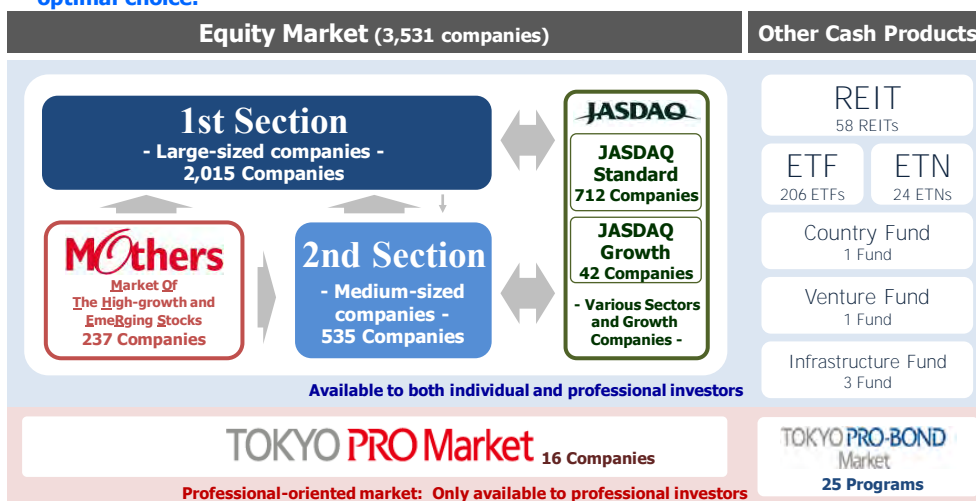 optimal choice.
Equity Market (3,531 companies)
Other Cash Products
1st Section
- Large-sized companies -
2,015 Companies
JASDAQ
JASDAQ
Standard
712 Companies
JASDAQ
Growth
42 Companies
- Various Sectors
and Growth
Companies -
Mothers
Market Of
The High-growth and
EmeRging Stocks
237 Companies
2nd Section
- Medium-sized
companies -
535 Companies
Available to both individual and professional investors
REIT
58 REITs
ETF
206 ETFs
ETN
24 ETNs
Country Fund
1 Fund
Venture Fund
1 Fund
Infrastructure Fund
3 Fund
TOKYO PRO Market 16 Companies
Professional-oriented market: Only available to professional investors
TOKYO PRO-BOND
Market
25 Programs